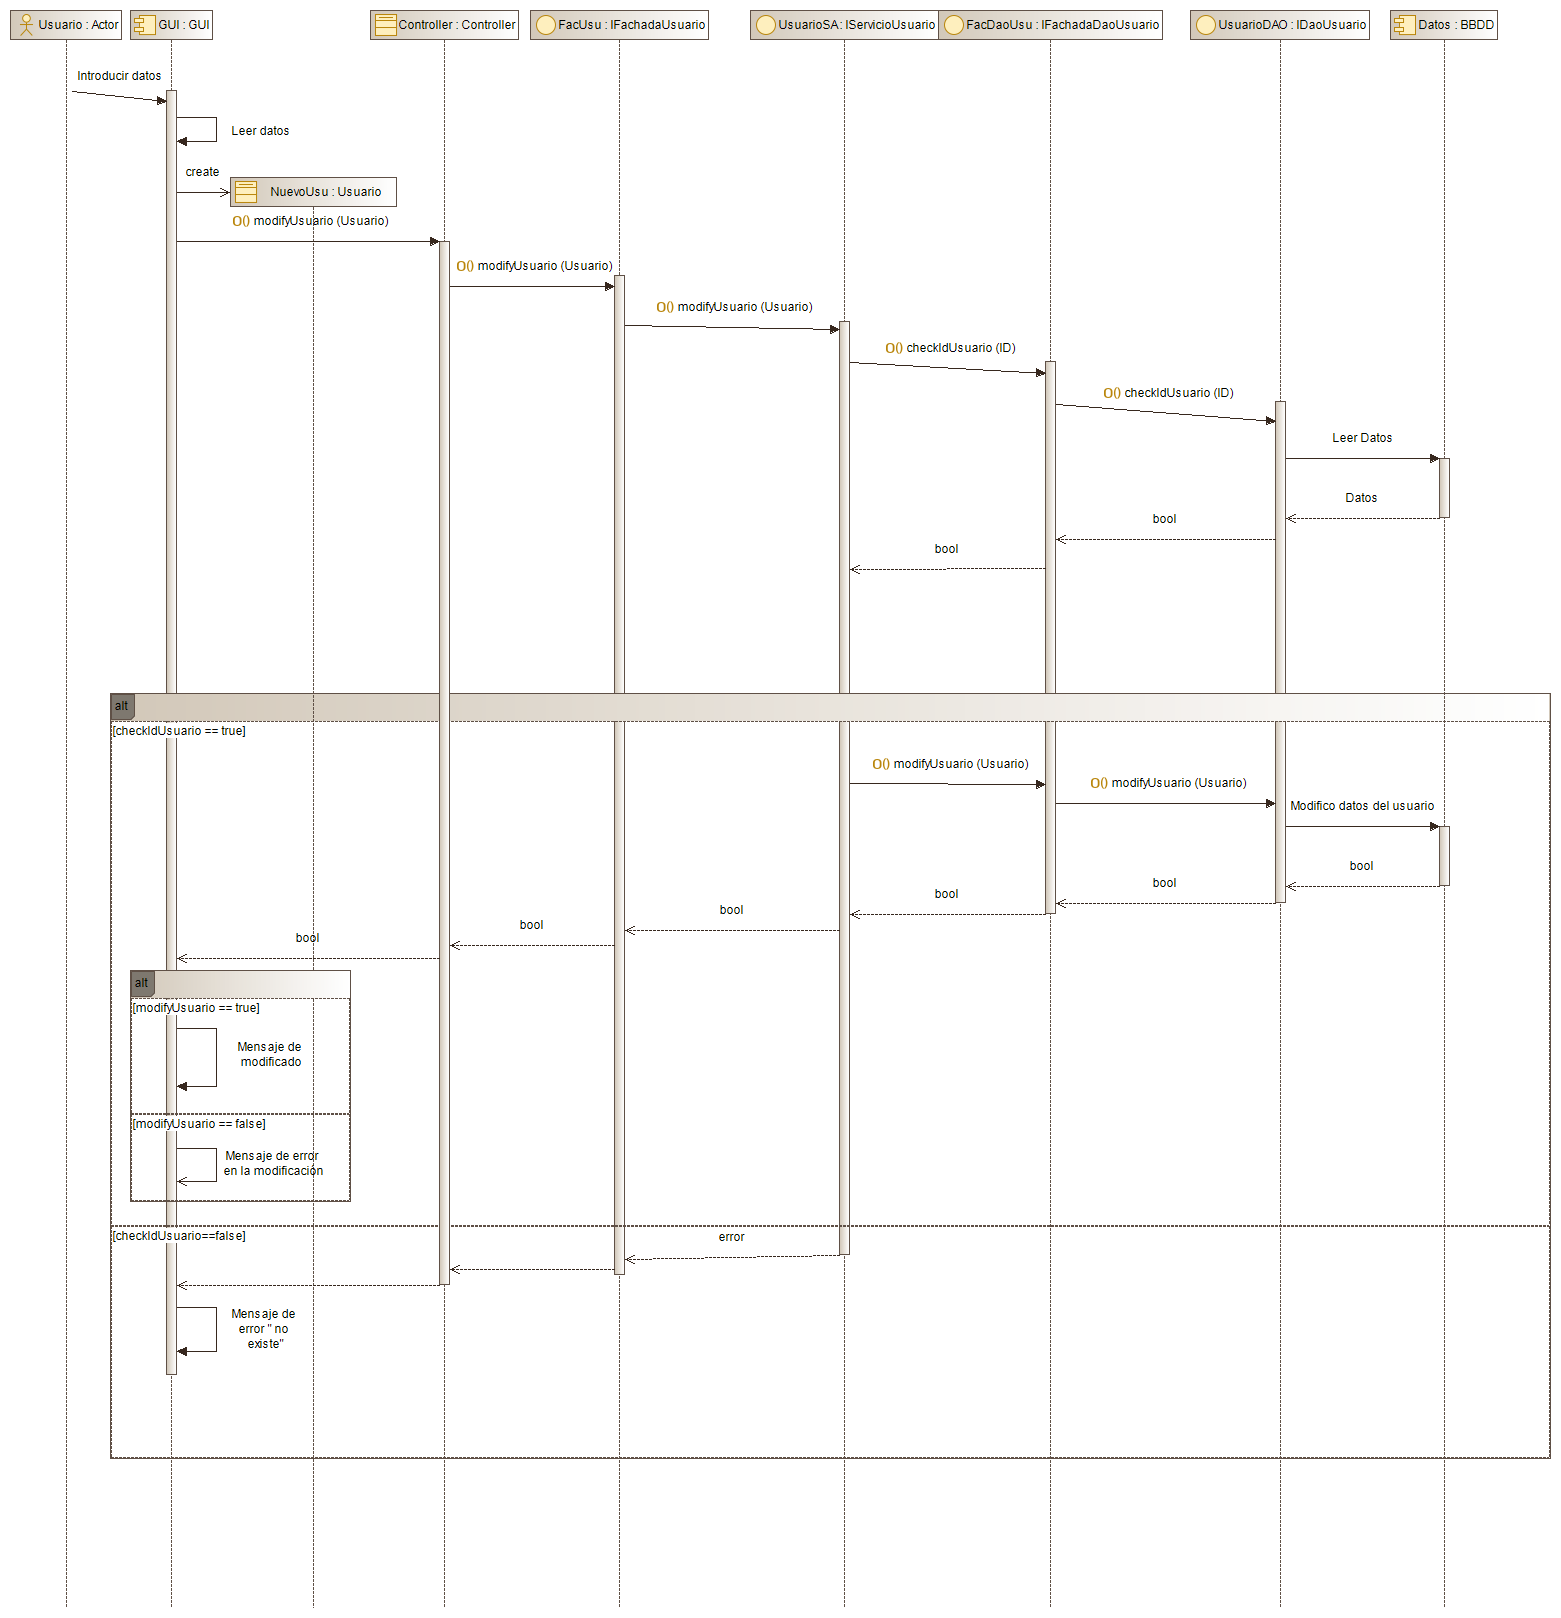 Usuario : Actor
GUI : GUI
Controller : Controller
FacUsu : IFachadaUsuario
UsuarioSA: IServicioUsuario
FacDaoUsu : IFachadaDaoUsuario
UsuarioDAO : IDaoUsuario
Datos : BBDD
Introducir datos
Leer datos
create
NuevoUsu : Usuario
O() modifyUsuario (Usuario)
O() modifyUsuario (Usuario)
O() modifyUsuario (Usuario)
O() checkIdUsuario (ID)
O() checkIdUsuario (ID)
Leer Datos
Datos
bool
bool
alt
[checkIdUsuario == true]
O() modifyUsuario (Usuario)
O() modifyUsuario (Usuario)
Modifico datos del usuario
bool
bool
bool
bool
bool
bool
alt
[modifyUsuario == true]
Mensaje de
modificado
[modifyUsuario == false]
Mensaje de error
en la modificación
[checkIdUsuario==false]
error
Mensaje de
error " no
existe"